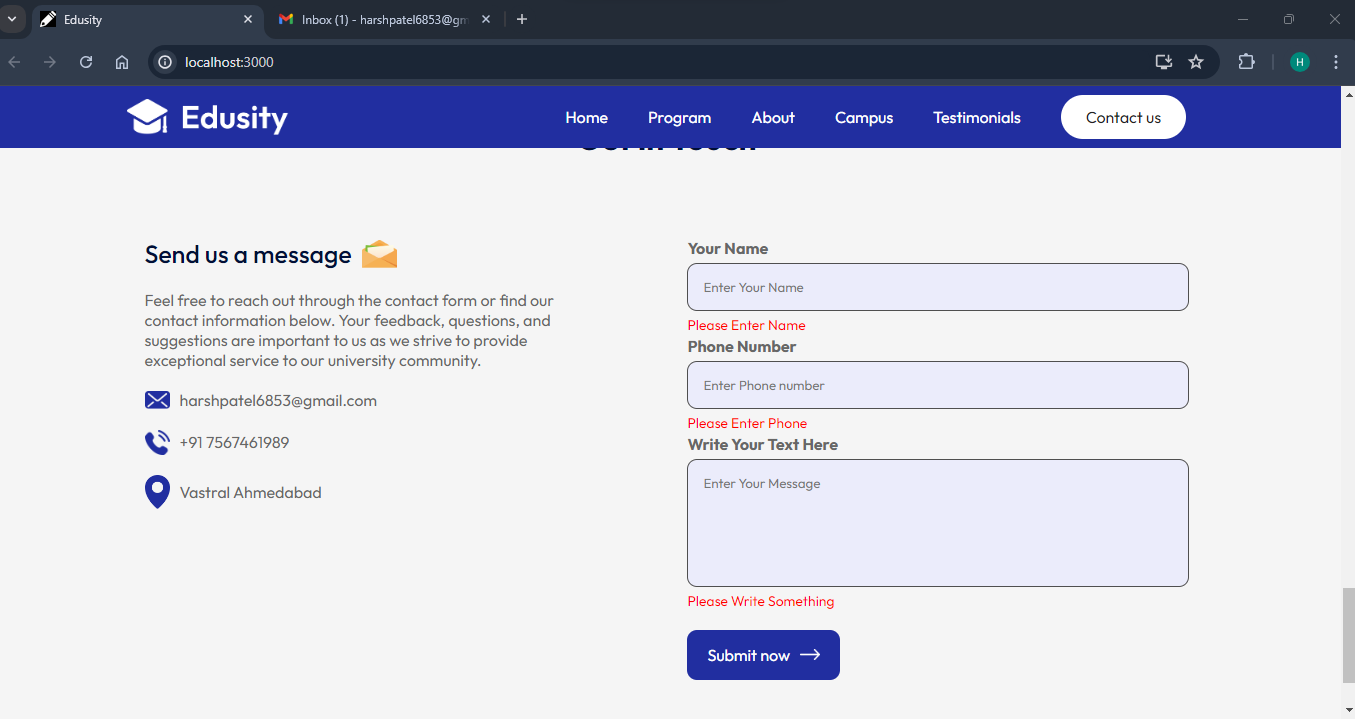 Edusity
Inbox (1) - harshpatel6853@gm
localhost:3000
H
Edusity
Home Program About Campus Testimonials Contact us
Send us a message
Feel free to reach out through the contact form or find our
contact information below. Your feedback, questions, and
suggestions are important to us as we strive to provide
exceptional service to our university community.
harshpatel6853@gmail.com
+91 7567461989
Vastral Ahmedabad
Your Name
Enter Your Name
Please Enter Name
Phone Number
Enter Phone number
Please Enter Phone
Write Your Text Here
Enter Your Message
Please Write Something
Submit now